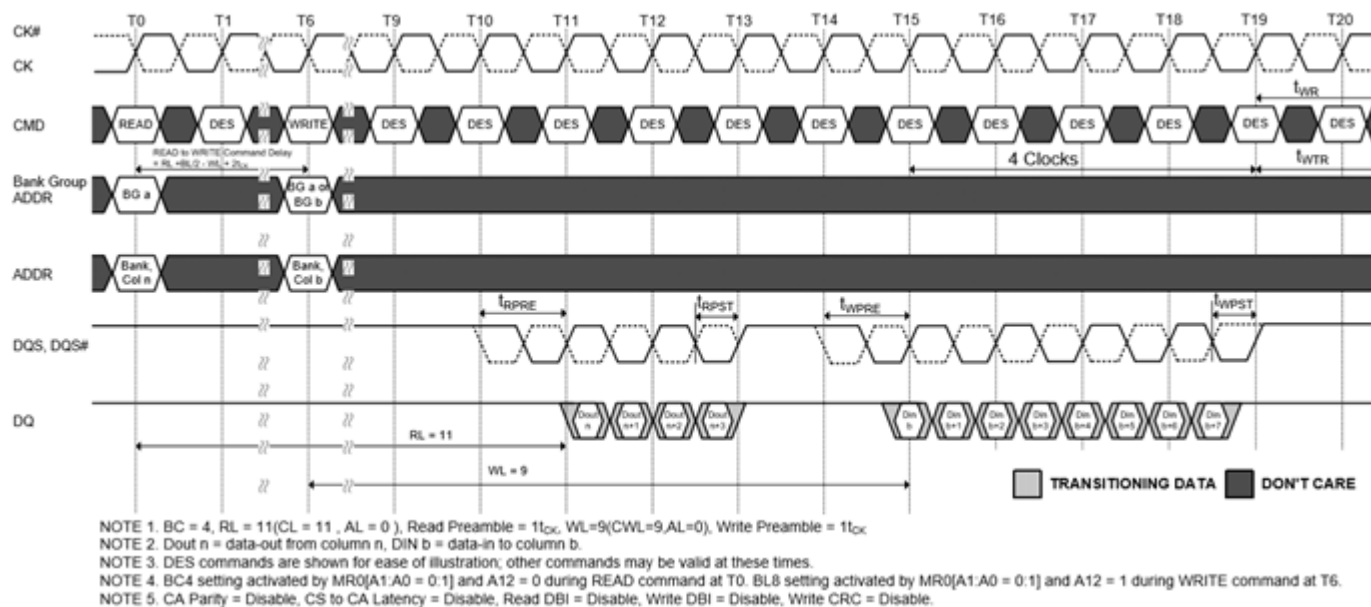 T0 T1 T6 T9 T10 T11 T12 T13 T14 T15 T16 T17 T18 T19 T20
CK#
CK
tWR
CMD
READ DES WRITE DES DES DES DES DES DES DES DES DES DES DES DES
READ to WRITE Command Delay
= RL +BL/2 - WL + 2tCK
4 Clocks
tWTR
Bank Group
ADDR
BG a
BG a or
BG b
ADDR
Bank,
Col n
Bank,
Col b
tRPRE tRPST tWPRE tWPST
DQS, DQS#
DQ
Dout
n
Dout
n+1
Dout
n+2
Dout
n+3
Din
b
Din
b+1
Din
b+2
Din
b+3
Din
b+4
Din
b+5
Din
b+6
Din
b+7
RL = 11
WL = 9
TRANSITIONING DATA DON'T CARE
NOTE 1. BC = 4, RL = 11(CL = 11 , AL = 0 ), Read Preamble = 1tCK, WL=9(CWL=9,AL=0), Write Preamble = 1tCK
NOTE 2. Dout n = data-out from column n, DIN b = data-in to column b.
NOTE 3. DES commands are shown for ease of illustration; other commands may be valid at these times.
NOTE 4. BC4 setting activated by MR0[A1:A0 = 0:1] and A12 = 0 during READ command at T0. BL8 setting activated by MR0[A1:A0 = 0:1] and A12 = 1 during WRITE command at T6.
NOTE 5. CA Parity = Disable, CS to CA Latency = Disable, Read DBI = Disable, Write DBI = Disable, Write CRC = Disable.